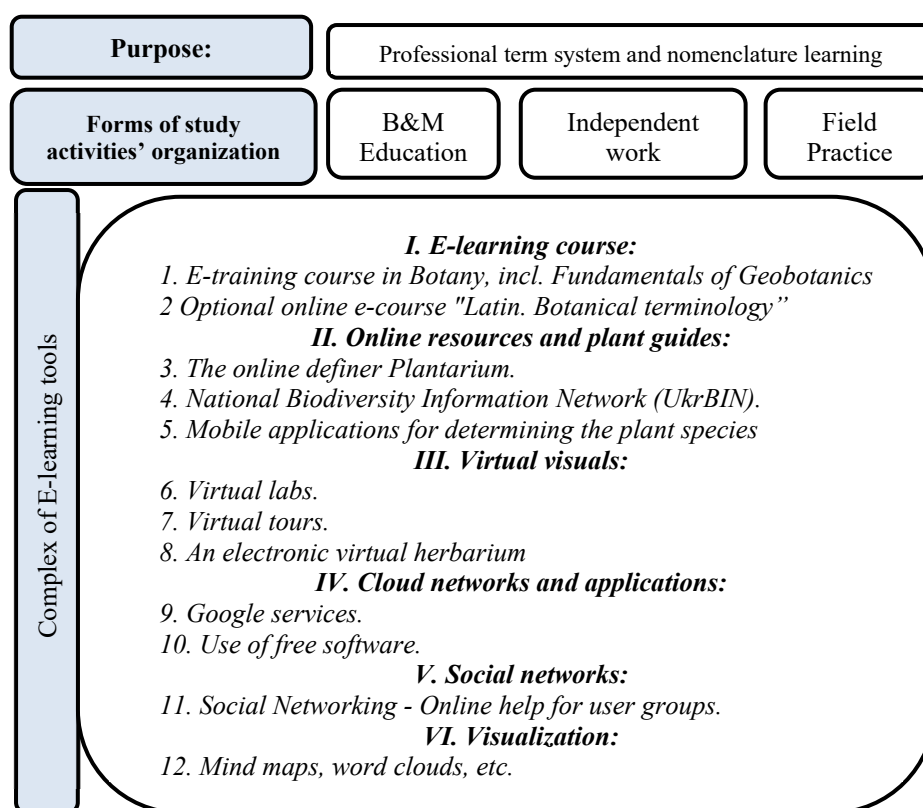 Purpose:
Professional term system and nomenclature learning
Forms of study
activities’ organization
B&M
Education
Independent
work
Field
Practice
Complex of E-learning tools
I. E-learning course:
1. E-training course in Botany, incl. Fundamentals of Geobotanics
2 Optional online e-course "Latin. Botanical terminology”
II. Online resources and plant guides:
3. The online definer Plantarium.
4. National Biodiversity Information Network (UkrBIN).
5. Mobile applications for determining the plant species
III. Virtual visuals:
6. Virtual labs.
7. Virtual tours.
8. An electronic virtual herbarium
IV. Cloud networks and applications:
9. Google services.
10. Use of free software.
V. Social networks:
11. Social Networking - Online help for user groups.
VI. Visualization:
12. Mind maps, word clouds, etc.